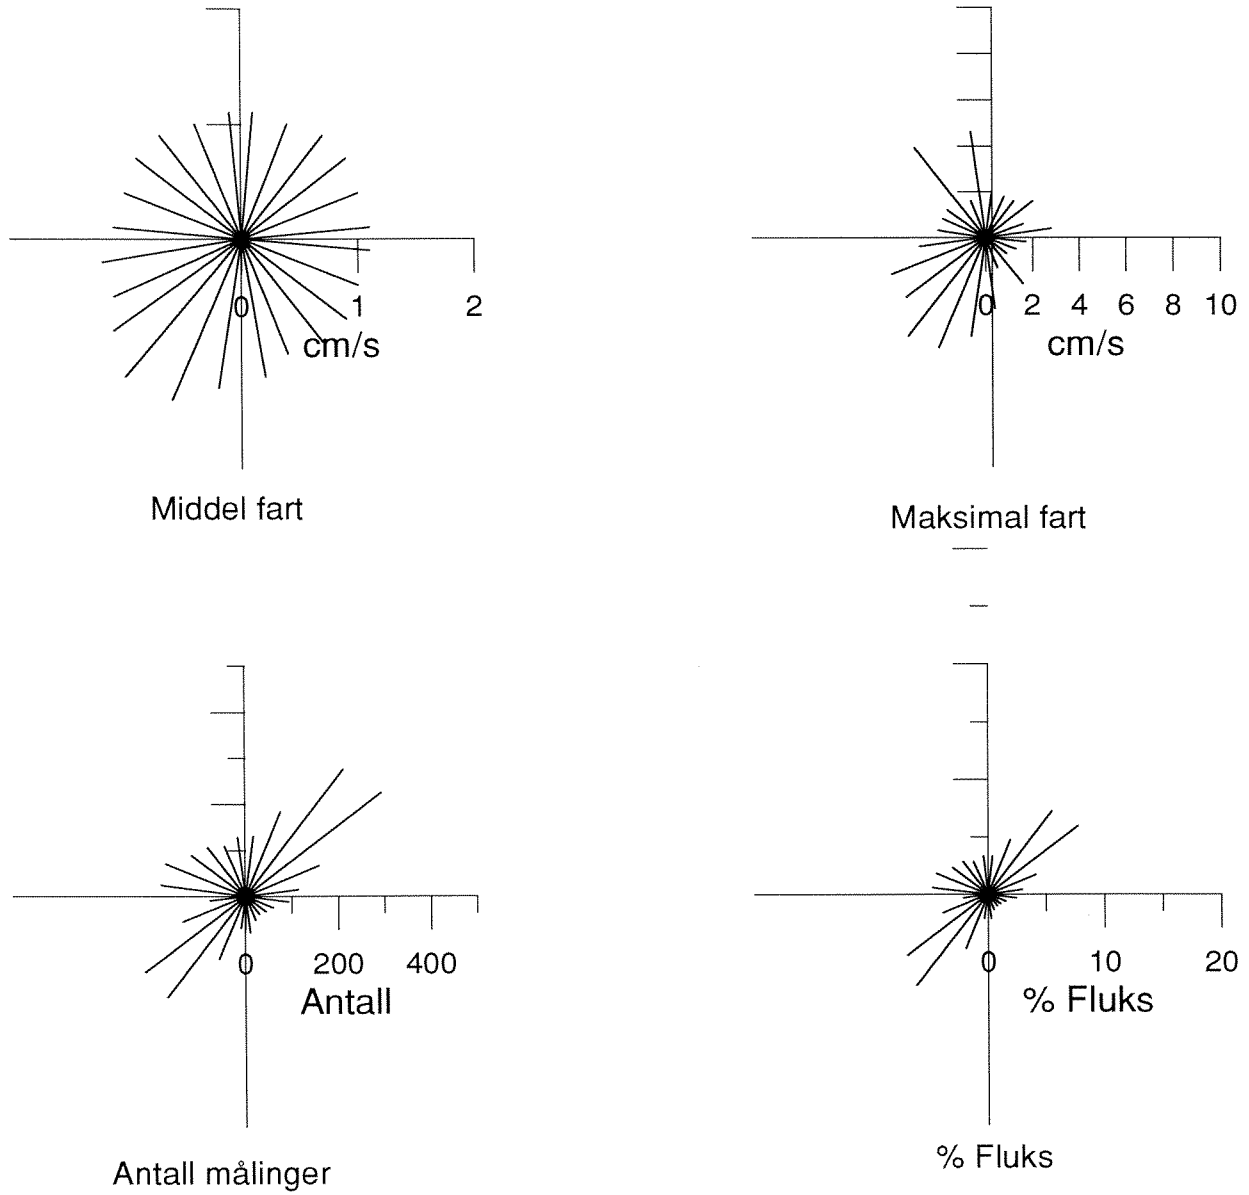 0 1 2
cm/s
Middel fart
0 2 4 6 8 10
cm/s
Maksimal fart
0 200 400
Antall
Antall målinger
0 10 20
% Fluks
% Fluks